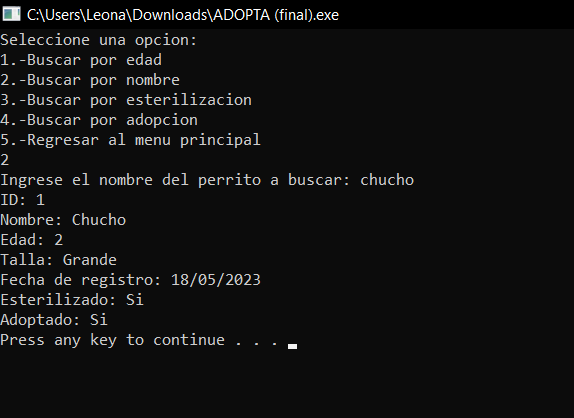 C:\Users\Leona\Downloads\ADOPTA (final).exe
Seleccione una opcion:
1.-Buscar por edad
2.-Buscar por nombre
3.-Buscar por esterilizacion
4.-Buscar por adopcion
5.-Regresar al menu principal
2
Ingrese el nombre del perrito a buscar: chucho
ID: 1
Nombre: Chucho
Edad: 2
Talla: Grande
Fecha de registro: 18/05/2023
Esterilizado: Si
Adoptado: Si
Press any key to continue . . .